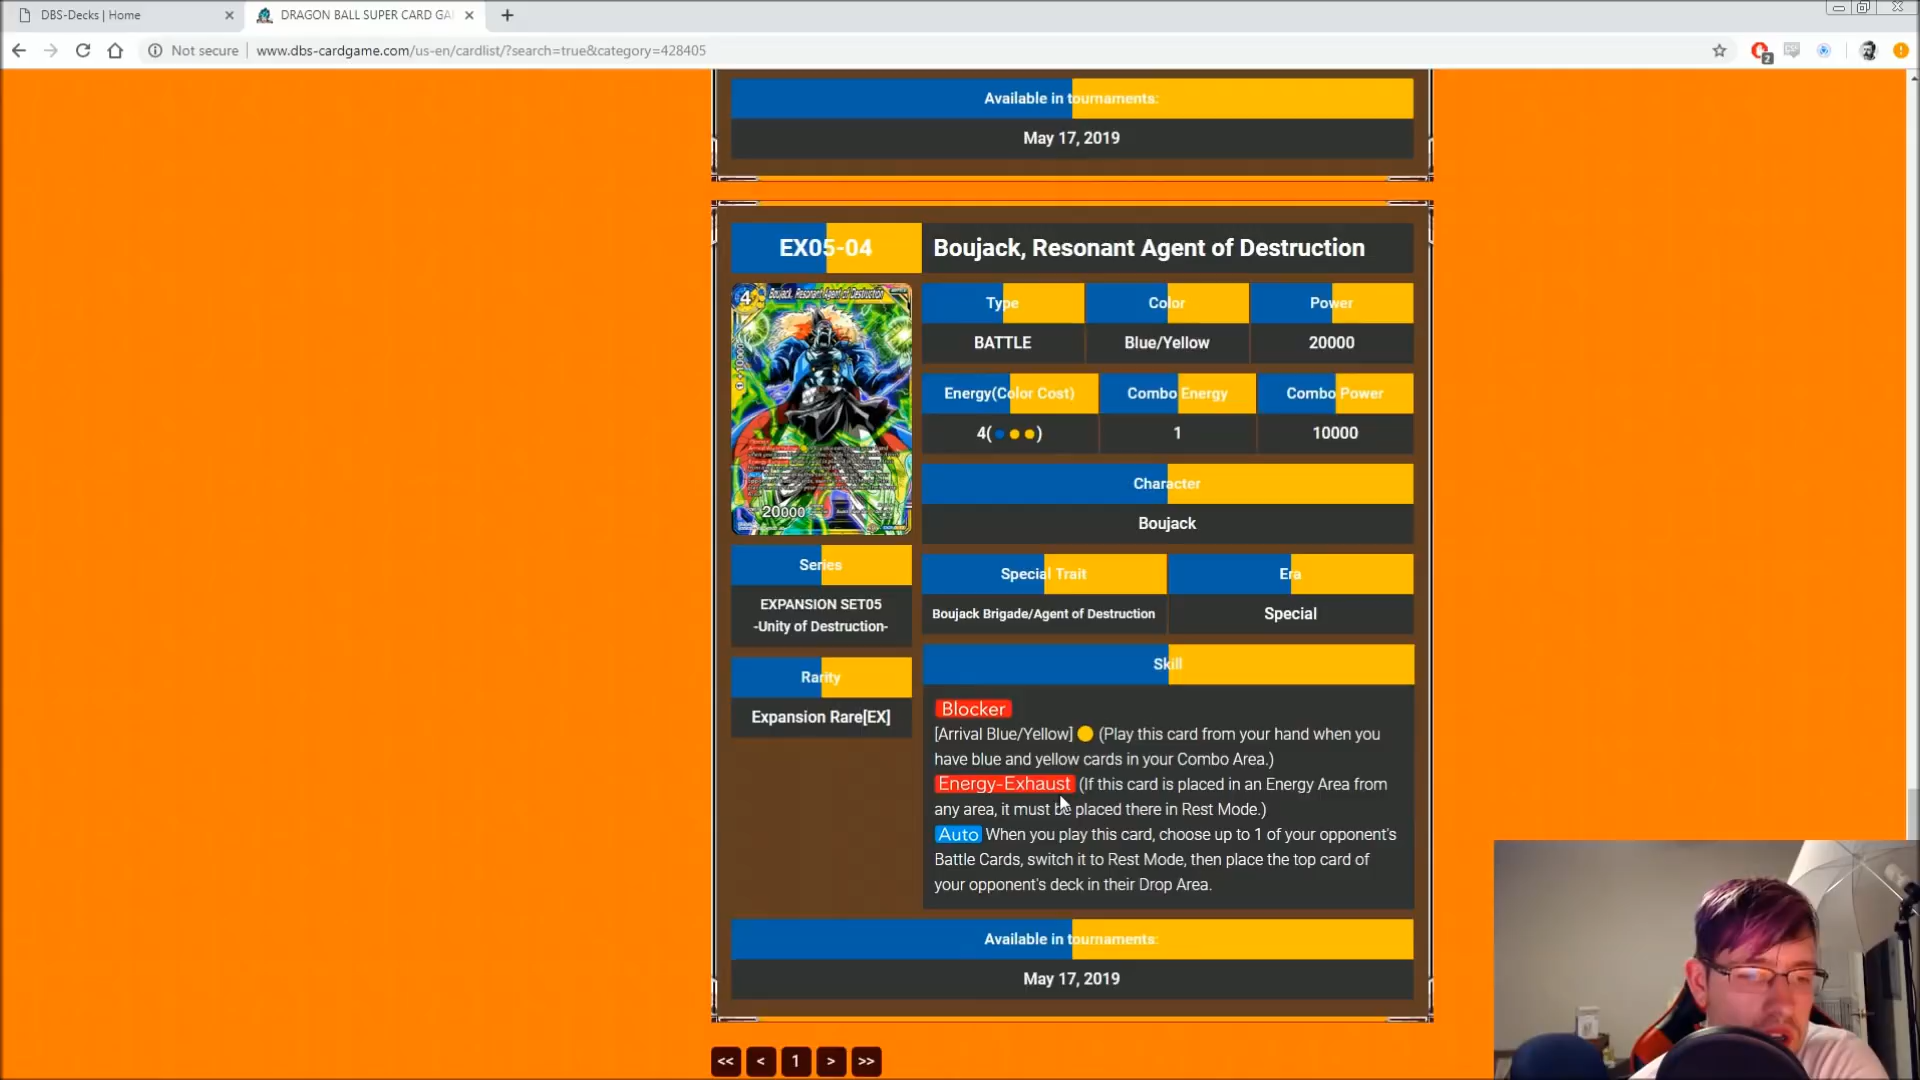 DBS-Decks | Home
DRAGON BALL SUPER CARD GA
Not secure
www.dbs-cardgame.com/us-en/cardlist/?search=true&category=428405
2
Available in tournaments:
May 17, 2019
EX05-04
Boujack, Resonant Agent of Destruction
4
Boujack, Resonant Agent of Destruction
20000
Type
Color
Power
BATTLE
Blue/Yellow
20000
Energy(Color Cost)
Combo Energy
Combo Power
4( )
1
10000
Character
Boujack
Series
EXPANSION SET05
-Unity of Destruction-
Special Trait
Era
Boujack Brigade/Agent of Destruction
Special
Rarity
Expansion Rare[EX]
Skill
Blocker
[Arrival Blue/Yellow] (Play this card from your hand when you
have blue and yellow cards in your Combo Area.)
Energy-Exhaust (If this card is placed in an Energy Area from
any area, it must be placed there in Rest Mode.)
Auto When you play this card, choose up to 1 of your opponent's
Battle Cards, switch it to Rest Mode, then place the top card of
your opponent's deck in their Drop Area.
Available in tournaments:
May 17, 2019
<< < 1 > >>